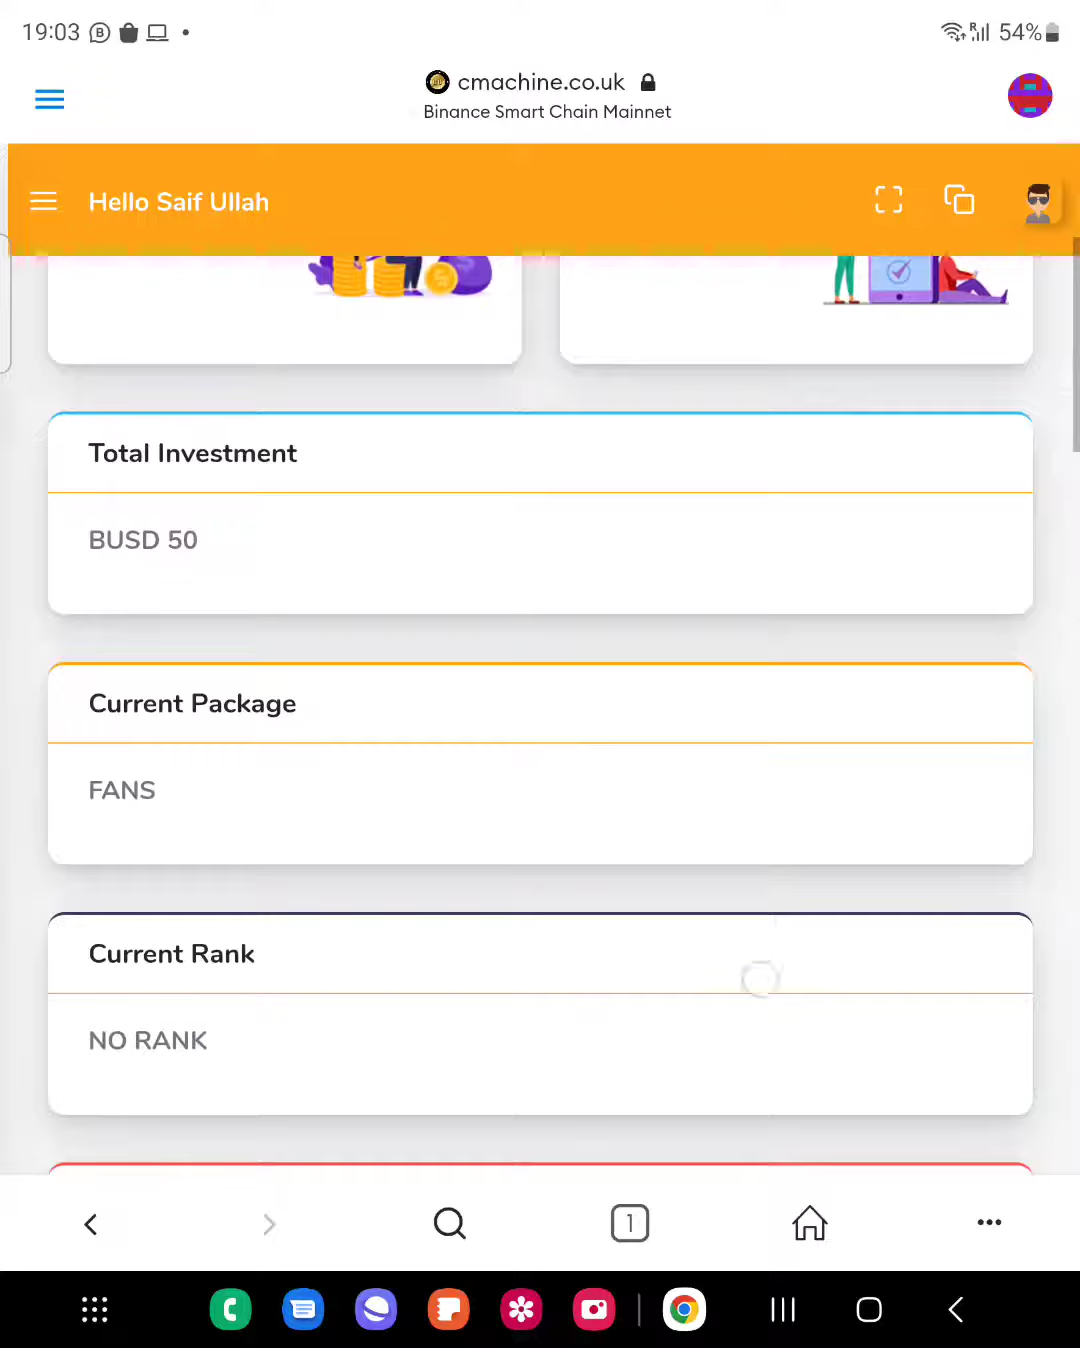 19:03
54%
cmachine.co.uk
Binance Smart Chain Mainnet
Hello Saif Ullah
Total Investment
BUSD 50
Current Package
FANS
Current Rank
NO RANK
1